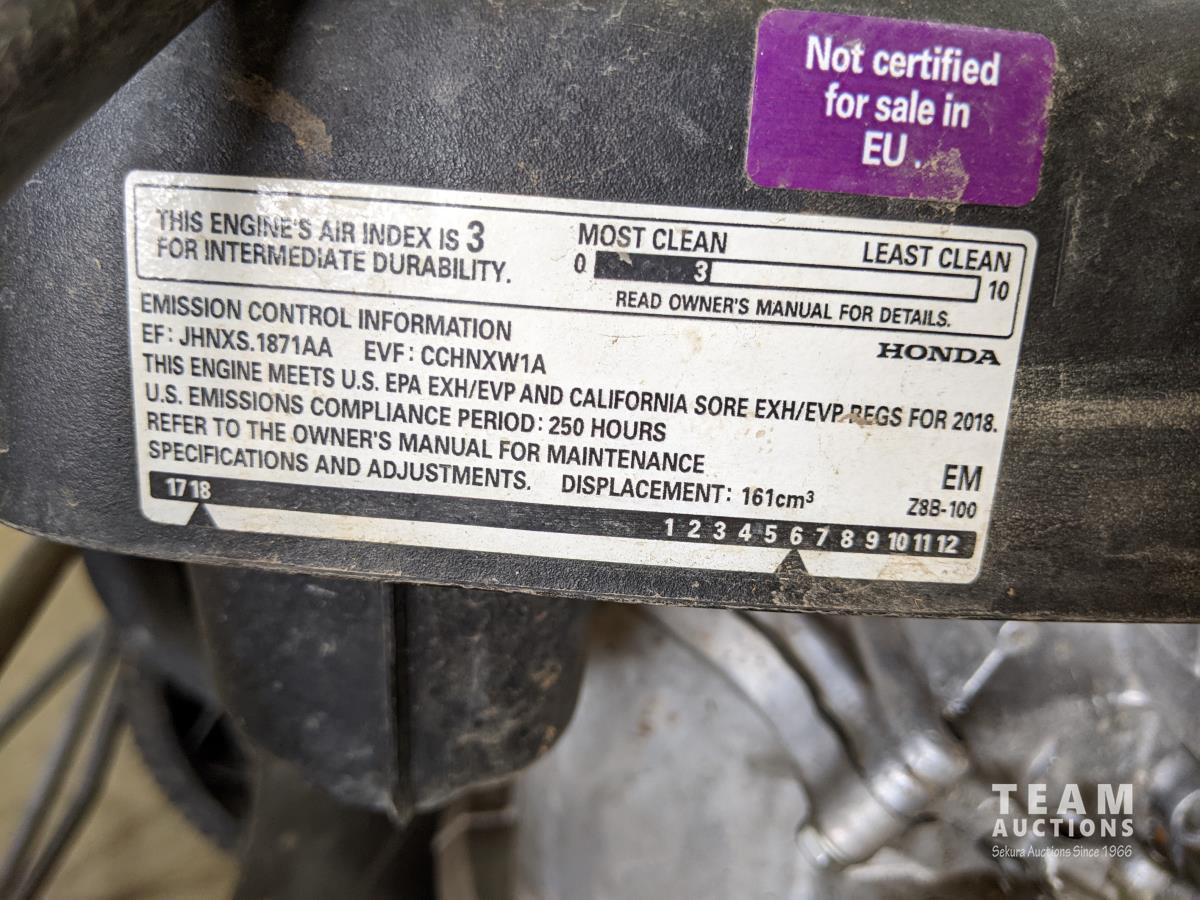 Not certified
for sale in
EU.
THIS ENGINE'S AIR INDEX IS 3
FOR INTERMEDIATE DURABILITY.
MOST CLEAN LEAST CLEAN
0 3 10
READ OWNER'S MANUAL FOR DETAILS.
EMISSION CONTROL INFORMATION
HONDA
EF: JHNXS.1871AA EVF: CCHNXW1A
THIS ENGINE MEETS U.S. EPA EXH/EVP AND CALIFORNIA SORE EXH/EVP REGS FOR 2018.
U.S. EMISSIONS COMPLIANCE PERIOD: 250 HOURS
REFER TO THE OWNER'S MANUAL FOR MAINTENANCE
SPECIFICATIONS AND ADJUSTMENTS. DISPLACEMENT: 161cm³
EM
Z8B-100
17 18
1 2 3 4 5 6 7 8 9 10 11 12
TEAM
AUCTIONS
Sekura Auctions Since 1966